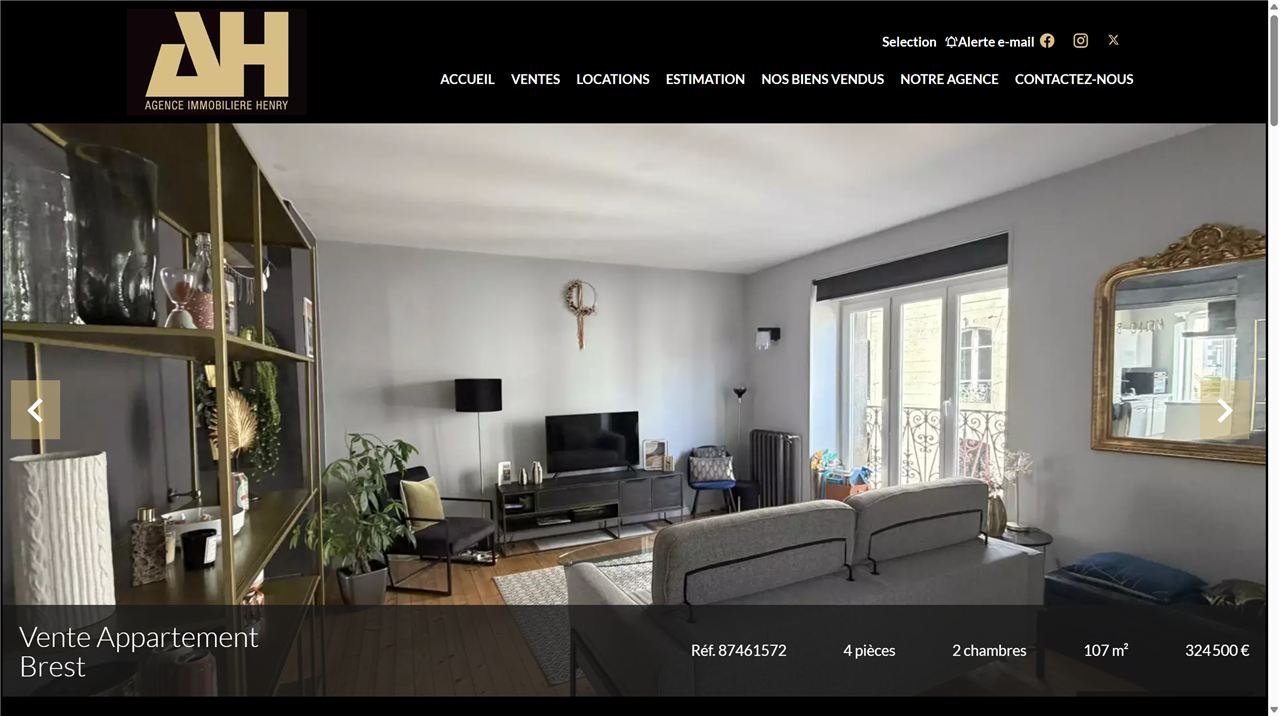 AH
AGENCE IMMOBILIERE HENRY
Selection
Alerte e-mail
ACCUEIL
VENTES
LOCATIONS
ESTIMATION
NOS BIENS VENDUS
NOTRE AGENCE
CONTACTEZ-NOUS
Vente Appartement
Brest
Réf. 87461572
4 pièces
2 chambres
107 m²
324 500 €